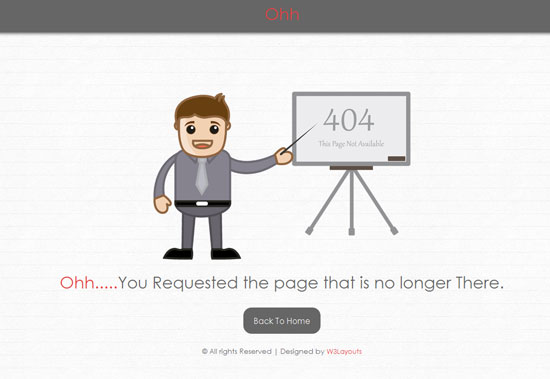 Ohh
404
This Page Not Available
Ohh.....You Requested the page that is no longer There.
Back To Home
© All rights Reserved | Designed by W3Layouts